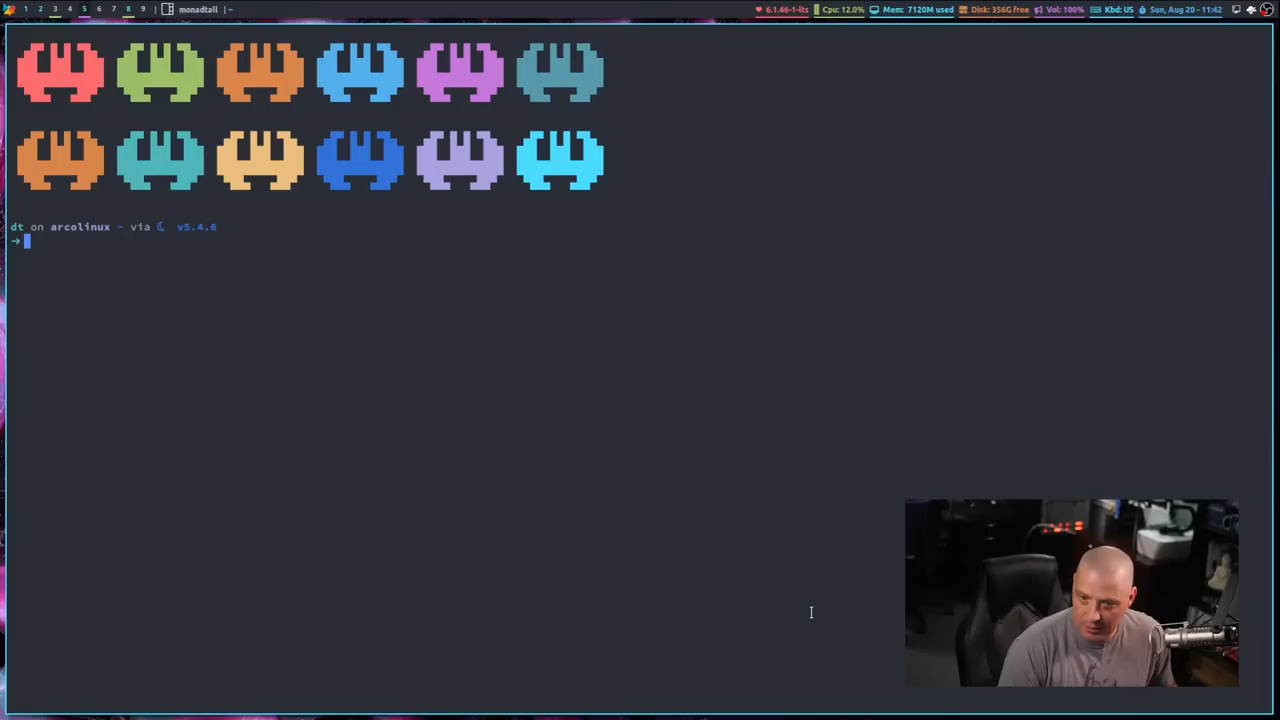 1 2 3 4 5 6 7 8 9 | monadtall | ~ 6.1.46-1-lts Cpu: 12.0% Mem: 7120M used Disk: 356G free Vol: 100% Kbd: US Sun, Aug 20 - 11:42
dt on arcolinux ~ via v5.4.6
➜